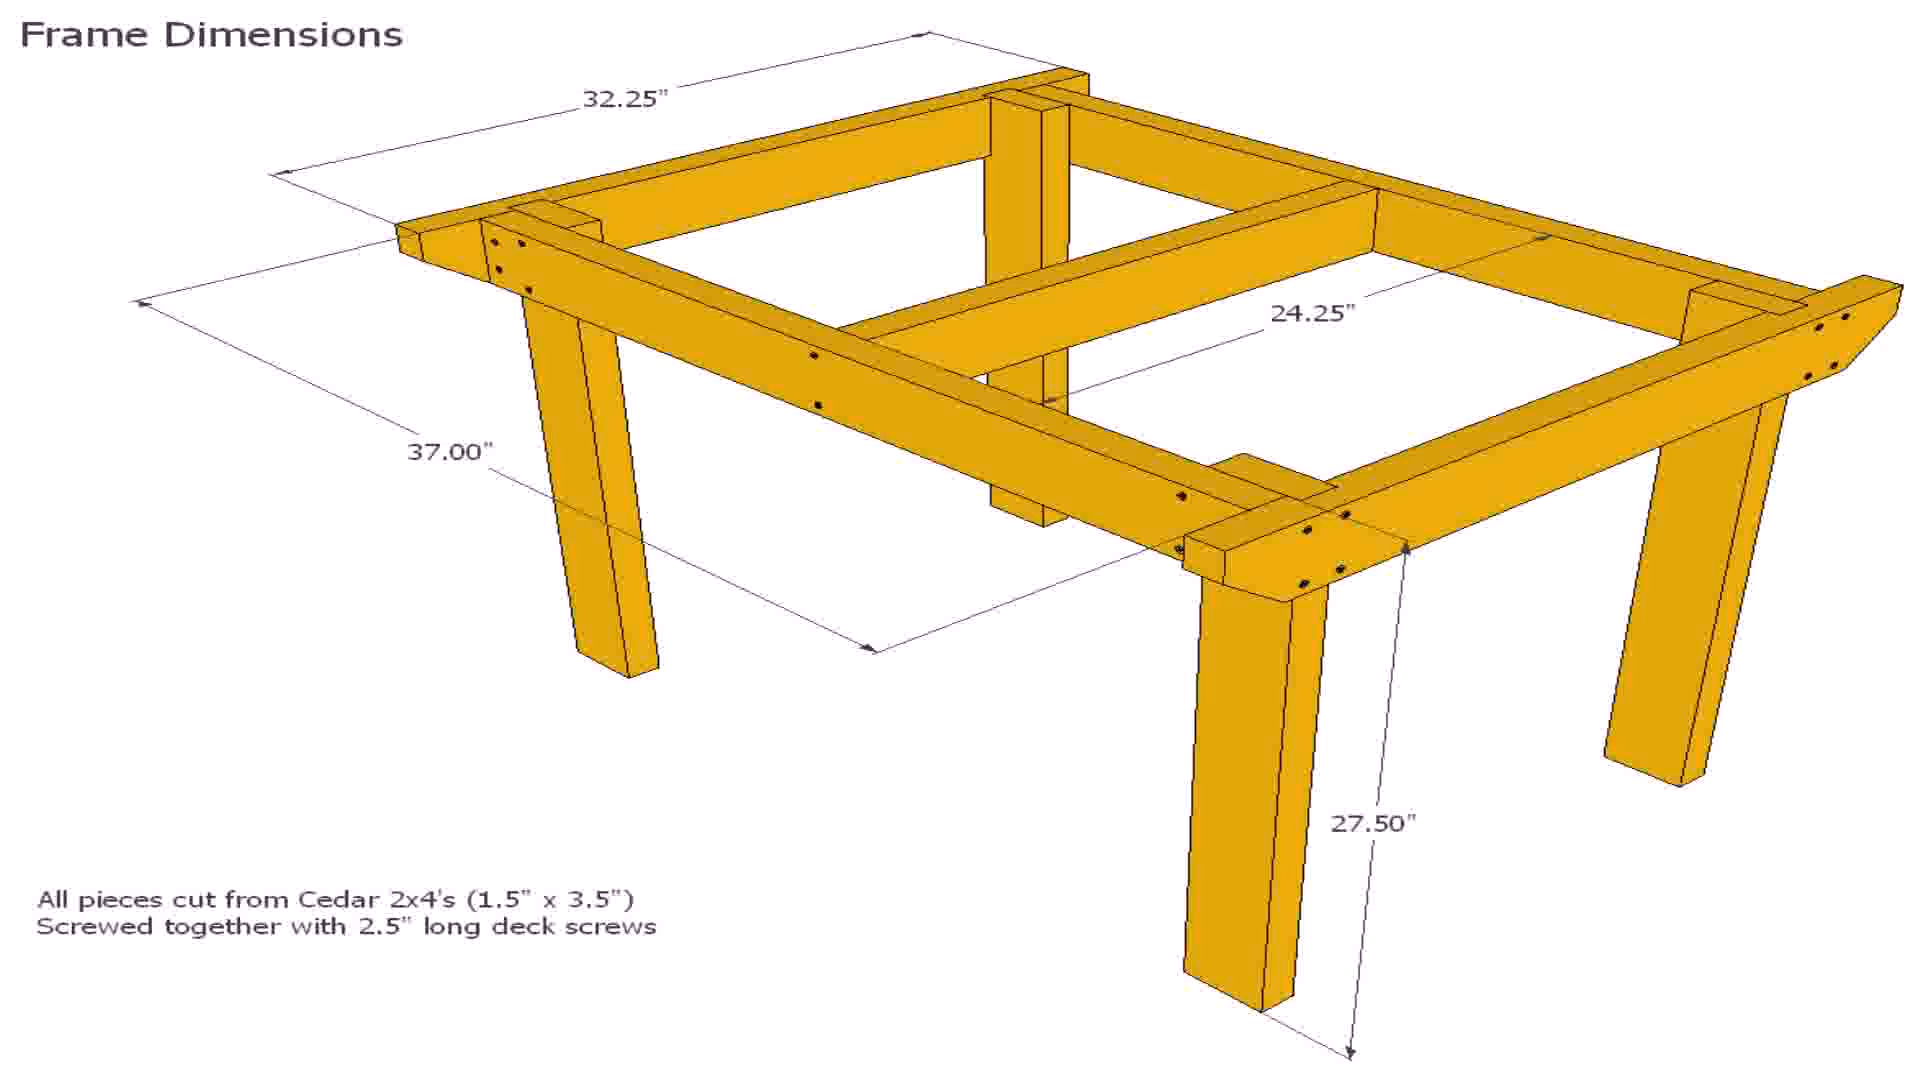 Frame Dimensions
32.25"
24.25"
37.00"
27.50"
All pieces cut from Cedar 2x4's (1.5" x 3.5")
Screwed together with 2.5" long deck screws